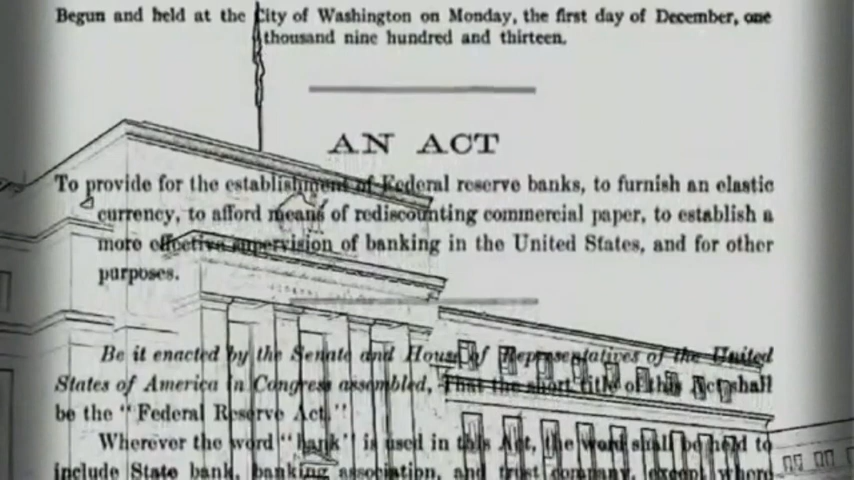 Begun and held at the City of Washington on Monday, the first day of December, one
thousand nine hundred and thirteen.
AN ACT
To provide for the establishment of Federal reserve banks, to furnish an elastic
currency, to afford means of rediscounting commercial paper, to establish a
more effective supervision of banking in the United States, and for other
purposes.
Be it enacted by the Senate and House of Representatives of the United
States of America in Congress assembled, That the short title of this Act shall
be the "Federal Reserve Act."
Wherever the word "bank" is used in this Act, the word shall be held to
include State bank, banking association, and trust company, except where